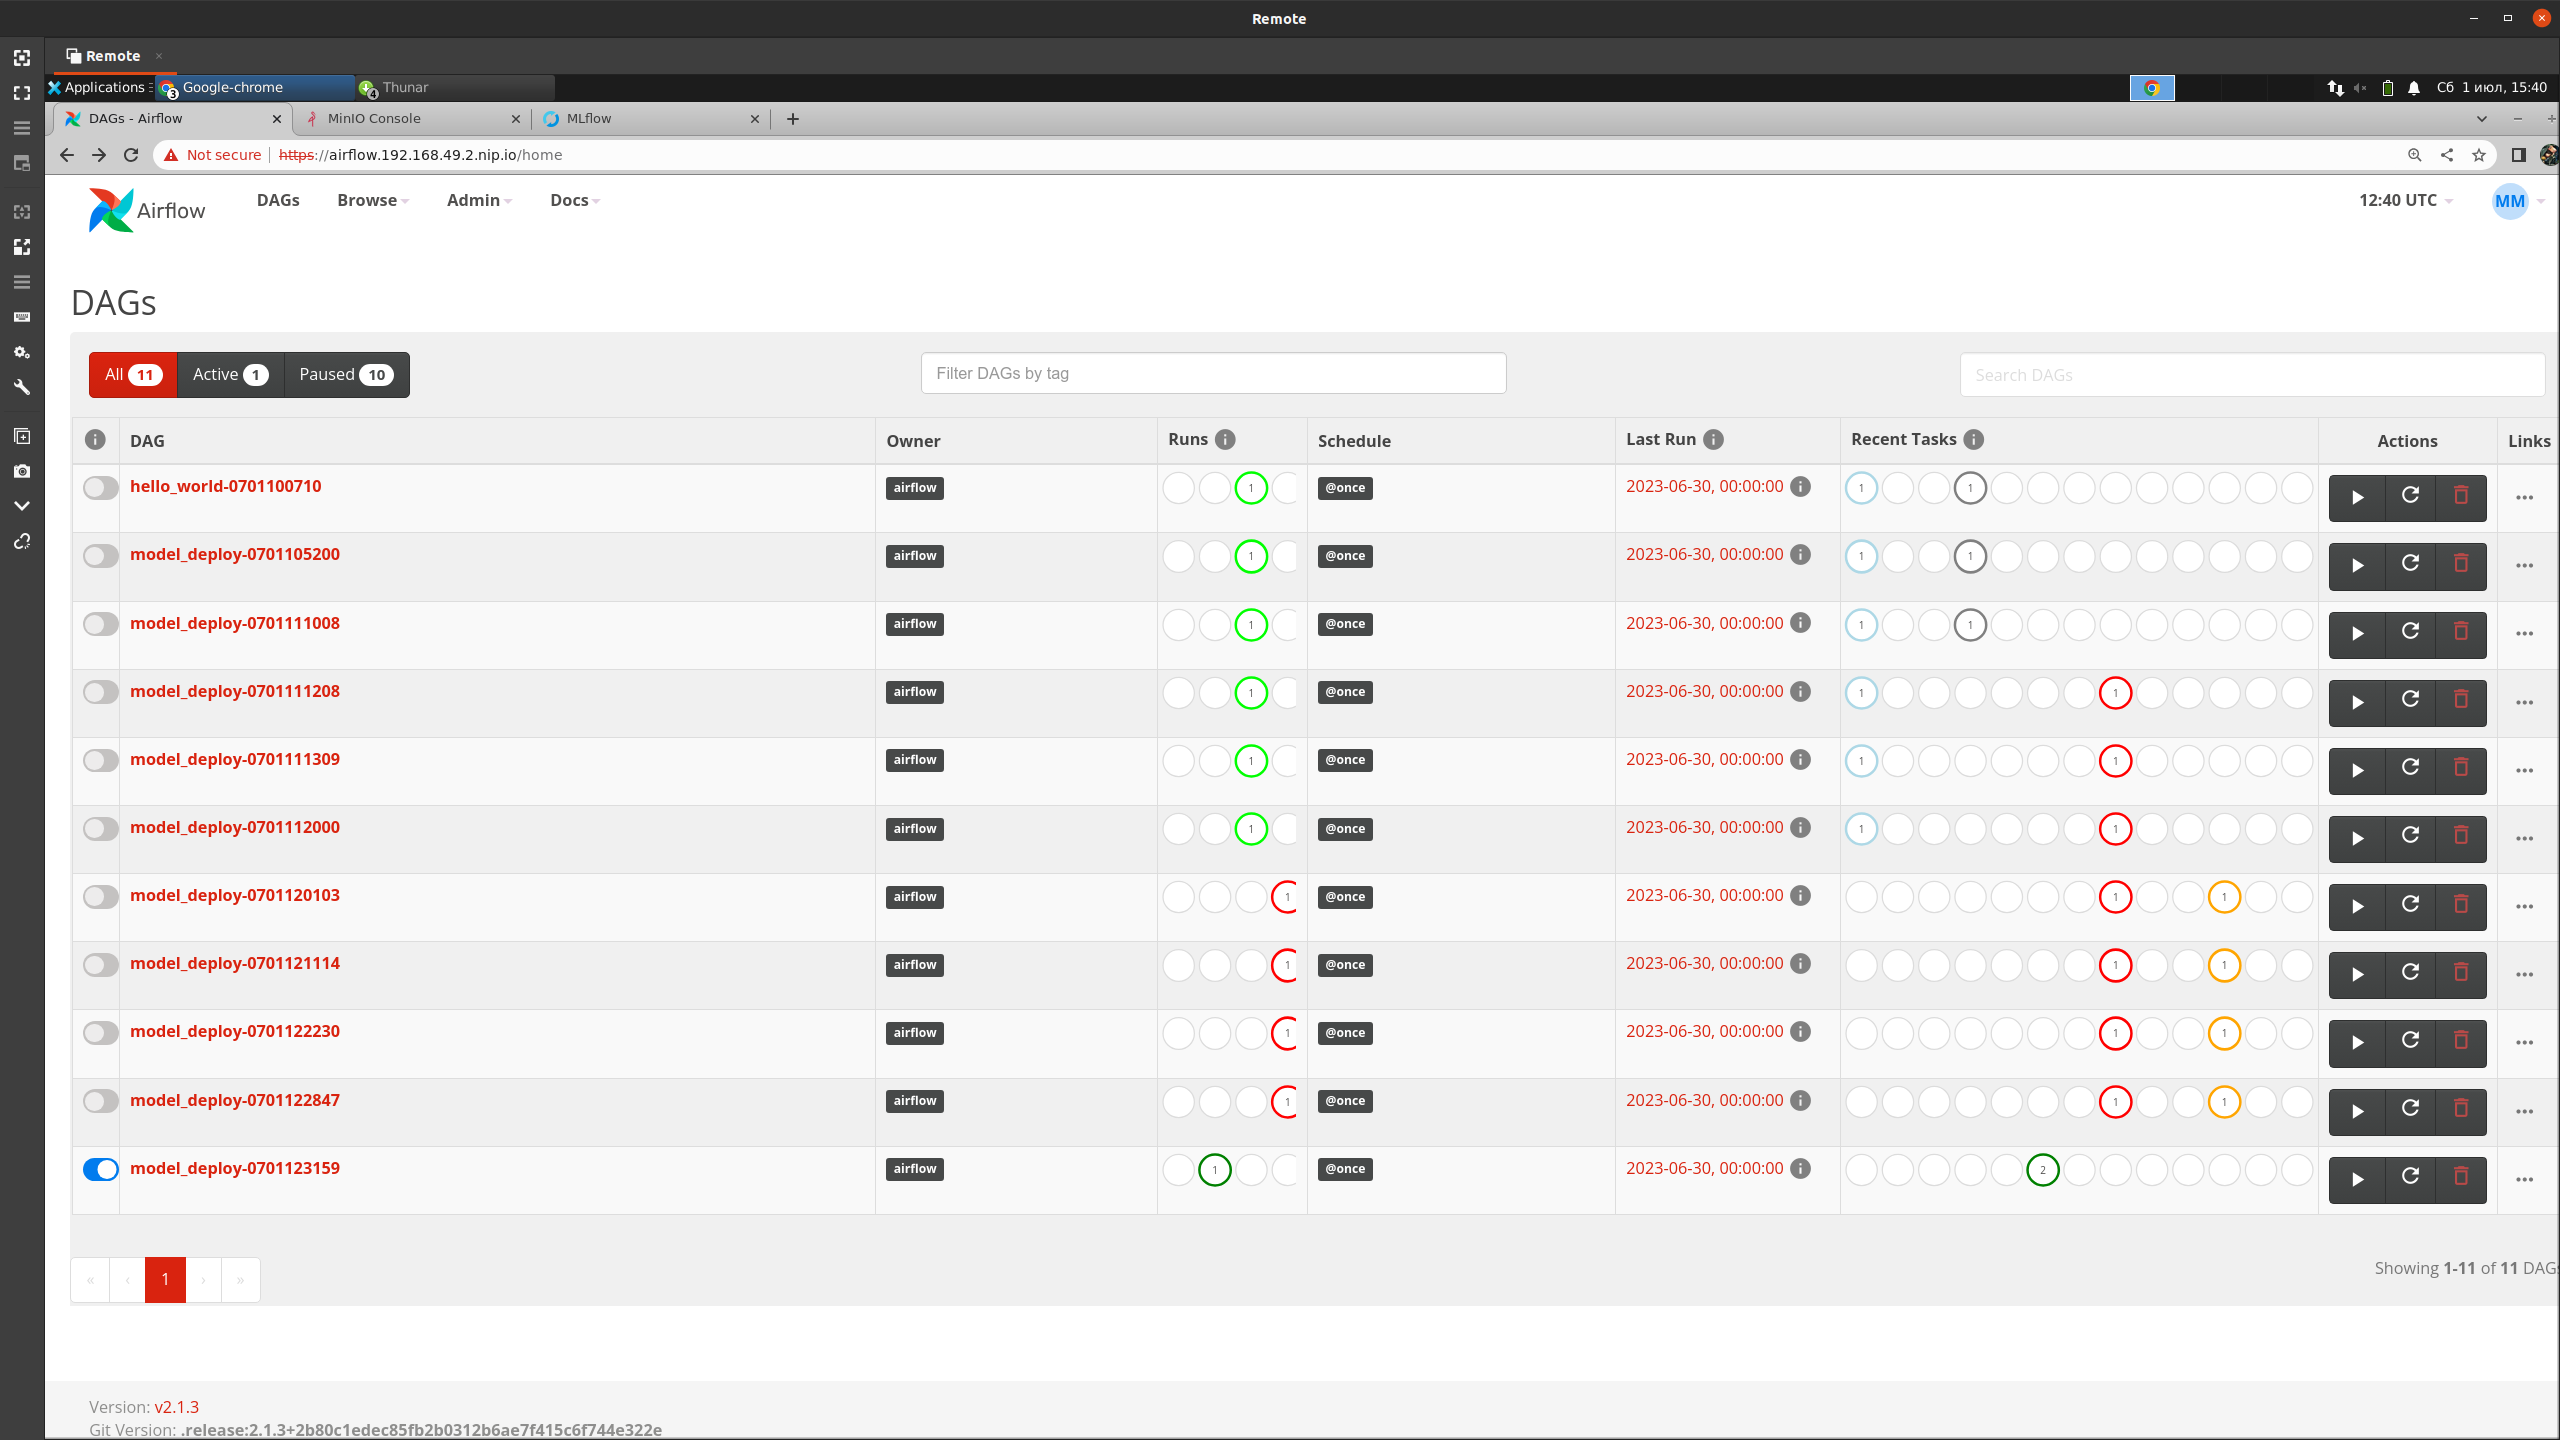 Remote
Remote
Applications Google-chrome Thunar Сб 1 июл, 15:40
3 4
DAGs - Airflow MinIO Console MLflow
Not secure https://airflow.192.168.49.2.nip.io/home
Airflow DAGs Browse Admin Docs 12:40 UTC MM
DAGs
All 11 Active 1 Paused 10 Filter DAGs by tag Search DAGs
DAG Owner Runs Schedule Last Run Recent Tasks Actions Links
hello_world-0701100710 airflow 1 @once 2023-06-30, 00:00:00 1 1
model_deploy-0701105200 airflow 1 @once 2023-06-30, 00:00:00 1 1
model_deploy-0701111008 airflow 1 @once 2023-06-30, 00:00:00 1 1
model_deploy-0701111208 airflow 1 @once 2023-06-30, 00:00:00 1 1
model_deploy-0701111309 airflow 1 @once 2023-06-30, 00:00:00 1 1
model_deploy-0701112000 airflow 1 @once 2023-06-30, 00:00:00 1 1
model_deploy-0701120103 airflow 1 @once 2023-06-30, 00:00:00 1 1
model_deploy-0701121114 airflow 1 @once 2023-06-30, 00:00:00 1 1
model_deploy-0701122230 airflow 1 @once 2023-06-30, 00:00:00 1 1
model_deploy-0701122847 airflow 1 @once 2023-06-30, 00:00:00 1 1
model_deploy-0701123159 airflow 1 @once 2023-06-30, 00:00:00 2
« ‹ 1 › » Showing 1-11 of 11 DAG
Version: v2.1.3
Git Version: .release:2.1.3+2b80c1edec85fb2b0312b6ae7f415c6f744e322e